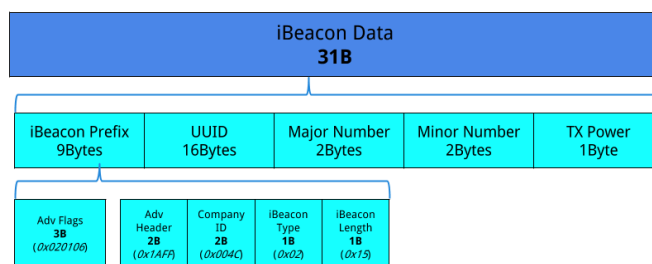 iBeacon Data
31B
iBeacon Prefix
9Bytes
UUID
16Bytes
Major Number
2Bytes
Minor Number
2Bytes
TX Power
1Byte
Adv Flags
3B
(0x020106)
Adv
Header
2B
(0x1AFF)
Company
ID
2B
(0x004C)
iBeacon
Type
1B
(0x02)
iBeacon
Length
1B
(0x15)